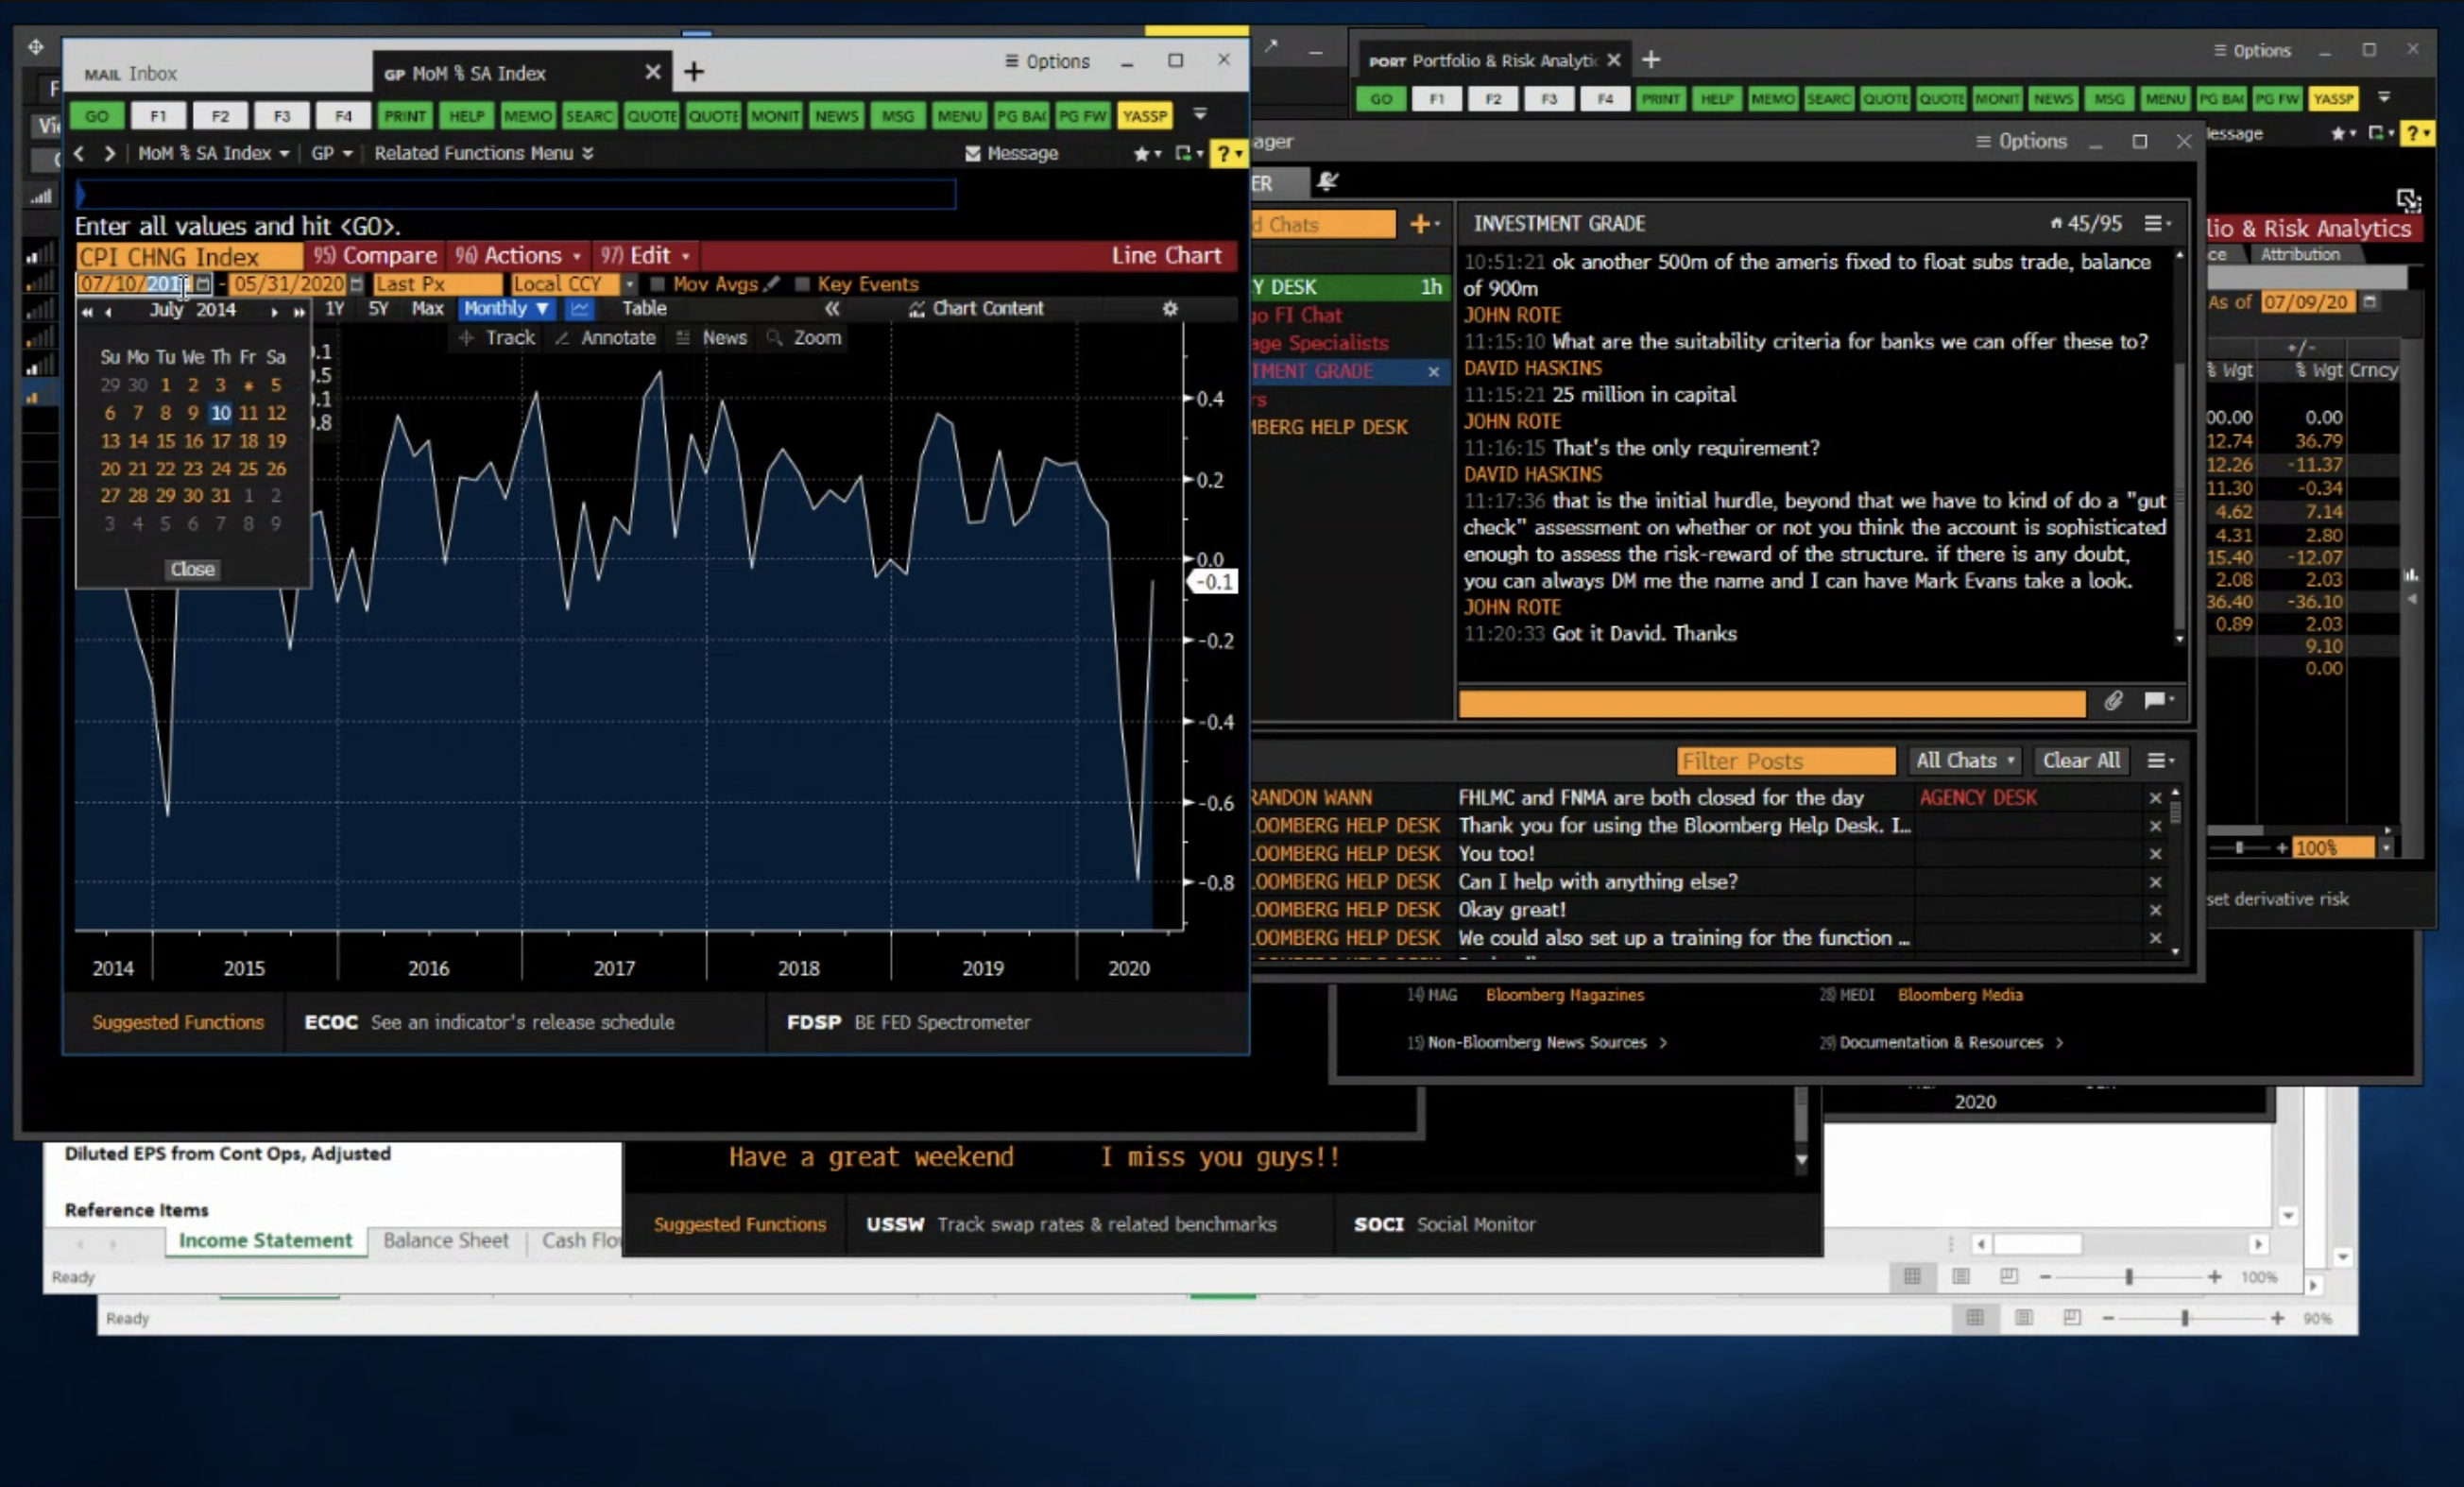 MAIL Inbox
GP MoM % SA Index
Options
GO F1 F2 F3 F4 PRINT HELP MEMO SEARC QUOTE QUOTE MONIT NEWS MSG MENU PG BA PG FW YASSP
MoM % SA Index GP Related Functions Menu Message ?
Enter all values and hit <GO>.
CPI CHNG Index 95) Compare 96) Actions 97) Edit Line Chart
07/10/201 - 05/31/2020 Last Px Local CCY Mov Avgs Key Events
July 2014 1Y 5Y Max Monthly Table Chart Content
Track Annotate News Zoom
Su Mo Tu We Th Fr Sa
29 30 1 2 3 * 5
6 7 8 9 10 11 12
13 14 15 16 17 18 19
20 21 22 23 24 25 26
27 28 29 30 31 1 2
3 4 5 6 7 8 9
Close
.1
.5
.1
.8
0.4
0.2
0.0
-0.1
-0.2
-0.4
-0.6
-0.8
2014 2015 2016 2017 2018 2019 2020
Suggested Functions ECOC See an indicator's release schedule FDSP BE FED Spectrometer
PORT Portfolio & Risk Analyti
Options
GO F1 F2 F3 F4 PRINT HELP MEMO SEARC QUOTE QUOTE MONIT NEWS MSG MENU PG BA PG FW YASSP
essage ?
ager Options
ER
d Chats
Y DESK 1h
go FI Chat
age Specialists
TMENT GRADE
rs
MBERG HELP DESK
INVESTMENT GRADE 45/95
10:51:21 ok another 500m of the ameris fixed to float subs trade, balance
of 900m
JOHN ROTE
11:15:10 What are the suitability criteria for banks we can offer these to?
DAVID HASKINS
11:15:21 25 million in capital
JOHN ROTE
11:16:15 That's the only requirement?
DAVID HASKINS
11:17:36 that is the initial hurdle, beyond that we have to kind of do a "gut
check" assessment on whether or not you think the account is sophisticated
enough to assess the risk-reward of the structure. if there is any doubt,
you can always DM me the name and I can have Mark Evans take a look.
JOHN ROTE
11:20:33 Got it David. Thanks
Filter Posts All Chats Clear All
RANDON WANN FHLMC and FNMA are both closed for the day AGENCY DESK
LOOMBERG HELP DESK Thank you for using the Bloomberg Help Desk. I...
LOOMBERG HELP DESK You too!
LOOMBERG HELP DESK Can I help with anything else?
LOOMBERG HELP DESK Okay great!
LOOMBERG HELP DESK We could also set up a training for the function ...
lio & Risk Analytics
ce Attribution
As of 07/09/20
+/-
% Wgt % Wgt Crncy
00.00 0.00
12.74 36.79
12.26 -11.37
11.30 -0.34
4.62 7.14
4.31 2.80
15.40 -12.07
2.08 2.03
36.40 -36.10
0.89 2.03
9.10
0.00
100%
set derivative risk
14) MAG Bloomberg Magazines 28) MEDI Bloomberg Media
15) Non-Bloomberg News Sources > 29) Documentation & Resources >
2020
Diluted EPS from Cont Ops, Adjusted
Reference Items
Income Statement Balance Sheet Cash Flo
Ready
100%
Have a great weekend I miss you guys!!
Suggested Functions USSW Track swap rates & related benchmarks SOCI Social Monitor
Ready
90%